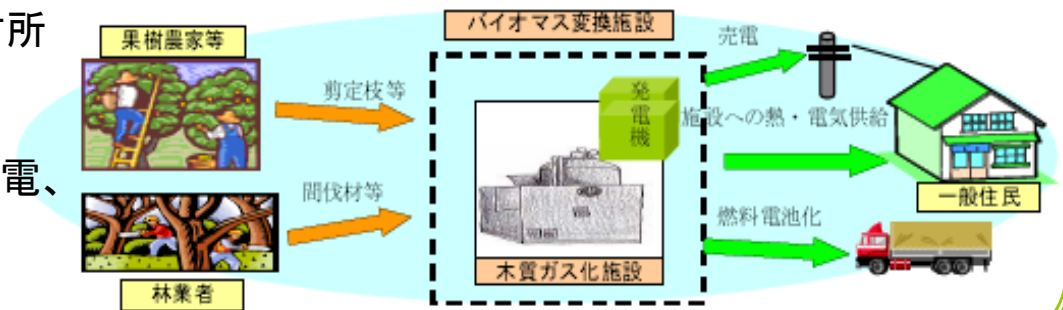 所
電、
果樹農家等
剪定枝等
間伐材等
林業者
バイオマス変換施設
発電機
木質ガス化施設
売電
施設への熱・電気供給
一般住民
燃料電池化